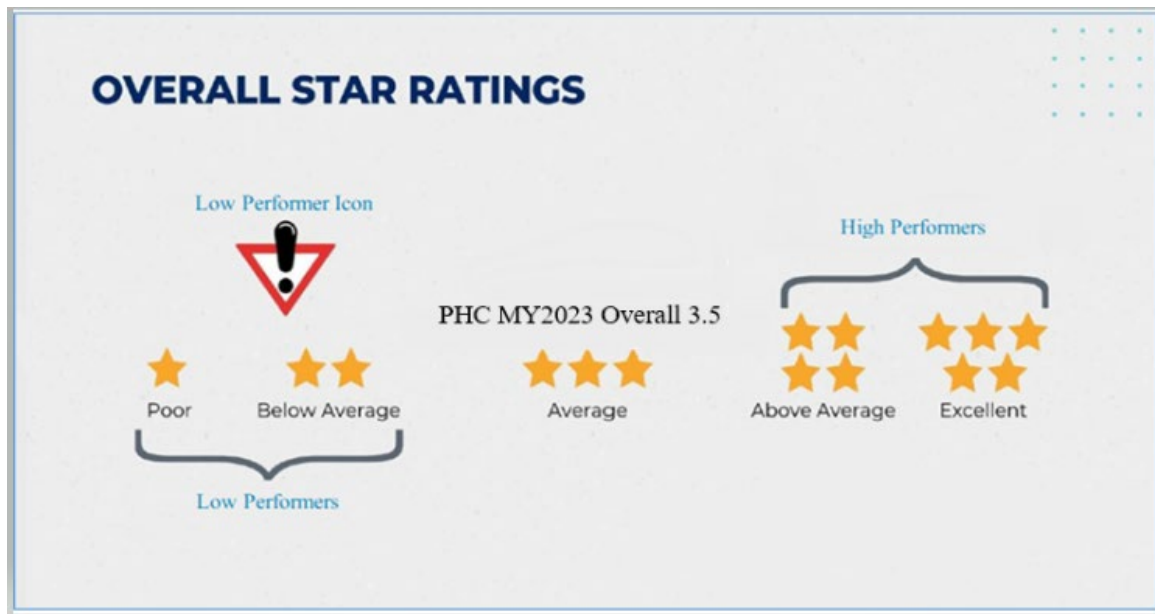 OVERALL STAR RATINGS
Low Performer Icon
High Performers
PHC MY2023 Overall 3.5
Poor
Below Average
Average
Above Average
Excellent
Low Performers